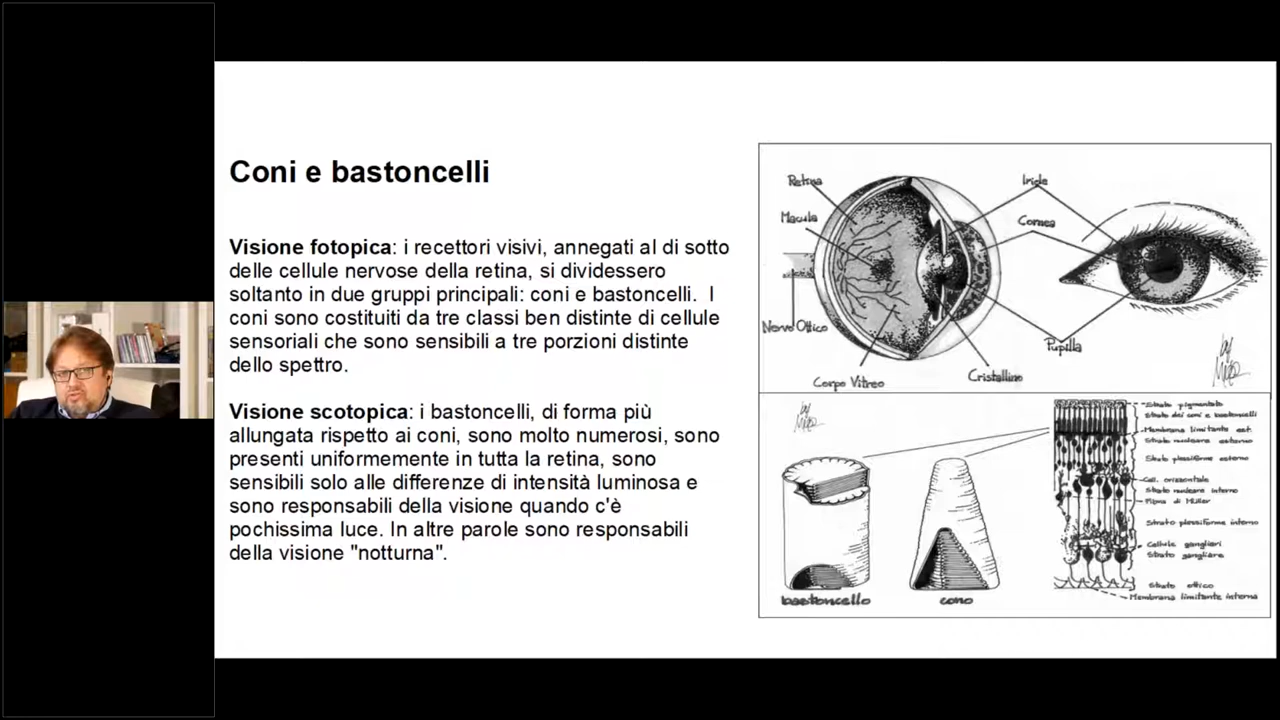 Coni e bastoncelli
Visione fotopica: i recettori visivi, annegati al di sotto
delle cellule nervose della retina, si dividessero
soltanto in due gruppi principali: coni e bastoncelli. I
coni sono costituiti da tre classi ben distinte di cellule
sensoriali che sono sensibili a tre porzioni distinte
dello spettro.
Visione scotopica: i bastoncelli, di forma più
allungata rispetto ai coni, sono molto numerosi, sono
presenti uniformemente in tutta la retina, sono
sensibili solo alle differenze di intensità luminosa e
sono responsabili della visione quando c'è
pochissima luce. In altre parole sono responsabili
della visione "notturna".
Retina
Macula
Nervo Ottico
Corpo Vitreo
Cristallino
Iride
Cornea
Pupilla
bastoncello
cono
Strato pigmentato
Strato dei coni e bastoncelli
Membrana limitante est.
Strato nucleare esterno
Strato plessiforme esterno
Cell. orizzontale
Strato nucleare interno
Fibra di Müller
Strato plessiforme interno
Cellule gangliari
Strato gangliare
Strato ottico
Membrana limitante interna